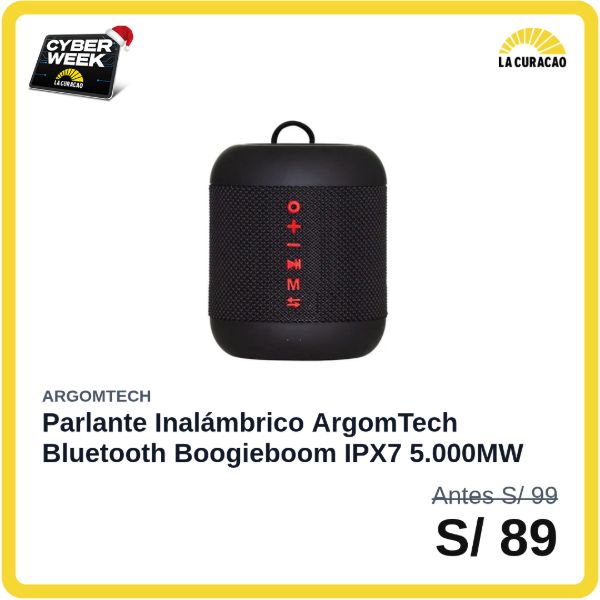 CYBER
WEEK
LA CURACAO
LA CURACAO
M
ARGOMTECH
Parlante Inalámbrico ArgomTech
Bluetooth Boogieboom IPX7 5.000MW
Antes S/ 99
S/ 89